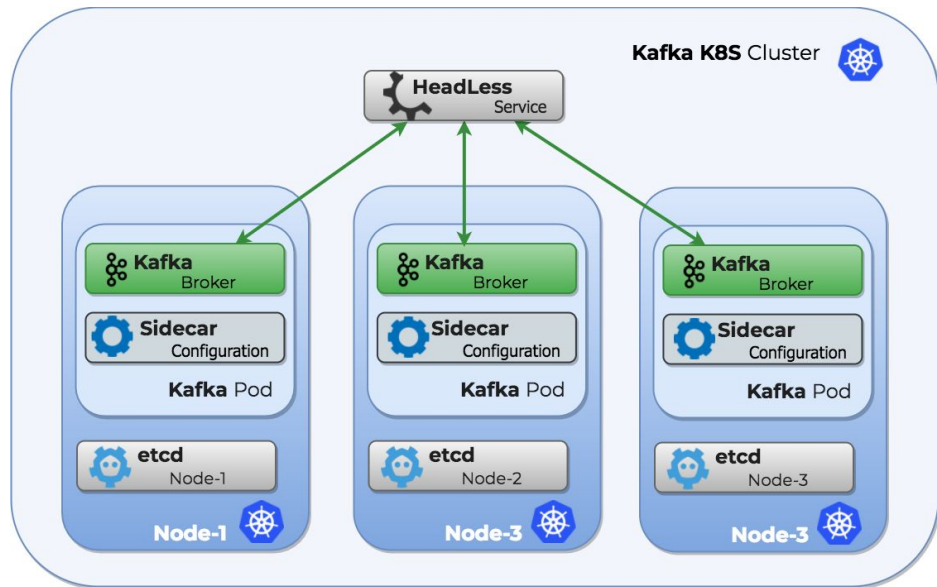 Kafka K8S Cluster
HeadLess
Service
Kafka
Broker
Sidecar
Configuration
Kafka Pod
etcd
Node-1
Node-1
Kafka
Broker
Sidecar
Configuration
Kafka Pod
etcd
Node-2
Node-3
Kafka
Broker
Sidecar
Configuration
Kafka Pod
etcd
Node-3
Node-3